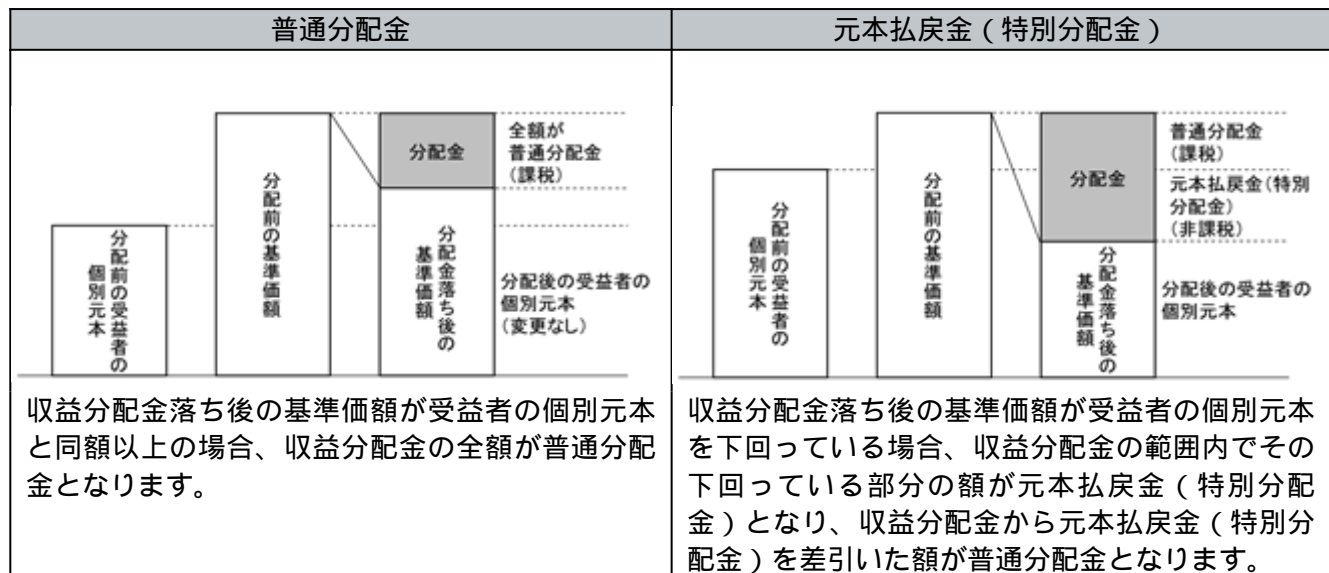 普通分配金
分配前の受益者の
個別元本
分配前の基準価額
分配金
分配金落ち後の
基準価額
全額が
普通分配金
(課税)
分配後の受益者の
個別元本
(変更なし)
収益分配金落ち後の基準価額が受益者の個別元本
と同額以上の場合、収益分配金の全額が普通分配
金となります。
元本払戻金(特別分配金)
分配前の受益者の
個別元本
分配前の基準価額
分配金
分配金落ち後の
基準価額
普通分配金
(課税)
元本払戻金(特別
分配金)
(非課税)
分配後の受益者の
個別元本
収益分配金落ち後の基準価額が受益者の個別元本
を下回っている場合、収益分配金の範囲内でその
下回っている部分の額が元本払戻金(特別分配
金)となり、収益分配金から元本払戻金(特別分
配金)を差引いた額が普通分配金となります。